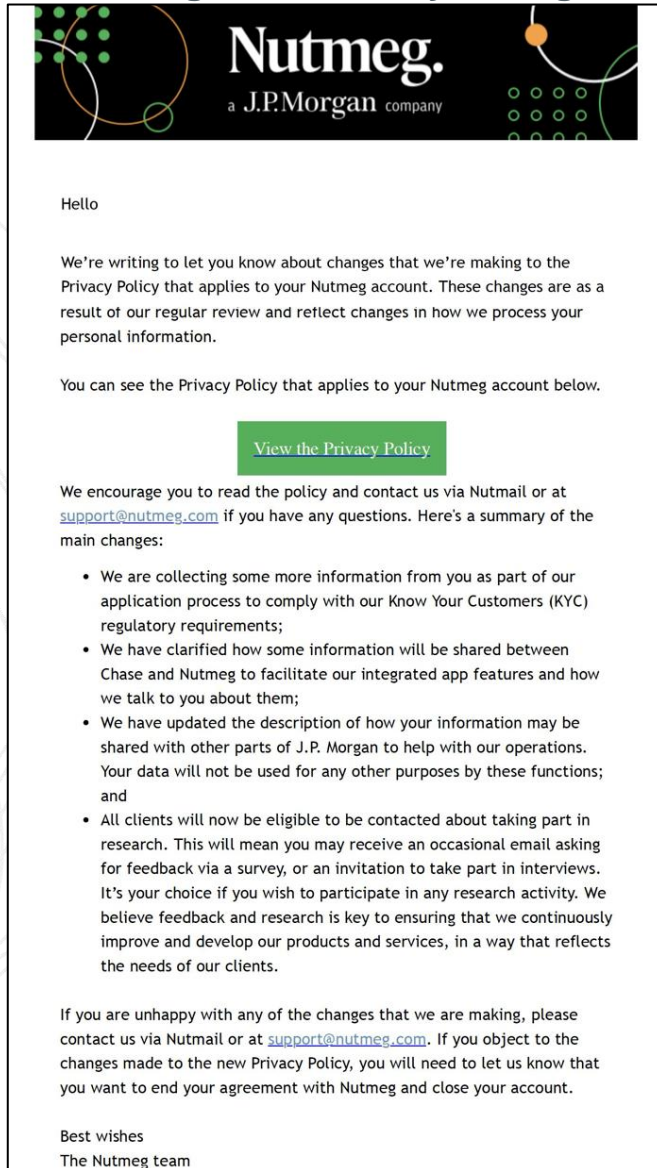 Nutmeg.
a J.P.Morgan company
Hello
We're writing to let you know about changes that we're making to the
Privacy Policy that applies to your Nutmeg account. These changes are as a
result of our regular review and reflect changes in how we process your
personal information.
You can see the Privacy Policy that applies to your Nutmeg account below.
View the Privacy Policy
We encourage you to read the policy and contact us via Nutmail or at
support@nutmeg.com if you have any questions. Here's a summary of the
main changes:
• We are collecting some more information from you as part of our
application process to comply with our Know Your Customers (KYC)
regulatory requirements;
• We have clarified how some information will be shared between
Chase and Nutmeg to facilitate our integrated app features and how
we talk to you about them;
• We have updated the description of how your information may be
shared with other parts of J.P. Morgan to help with our operations.
Your data will not be used for any other purposes by these functions;
and
• All clients will now be eligible to be contacted about taking part in
research. This will mean you may receive an occasional email asking
for feedback via a survey, or an invitation to take part in interviews.
It's your choice if you wish to participate in any research activity. We
believe feedback and research is key to ensuring that we continuously
improve and develop our products and services, in a way that reflects
the needs of our clients.
If you are unhappy with any of the changes that we are making, please
contact us via Nutmail or at support@nutmeg.com. If you object to the
changes made to the new Privacy Policy, you will need to let us know that
you want to end your agreement with Nutmeg and close your account.
Best wishes
The Nutmeg team